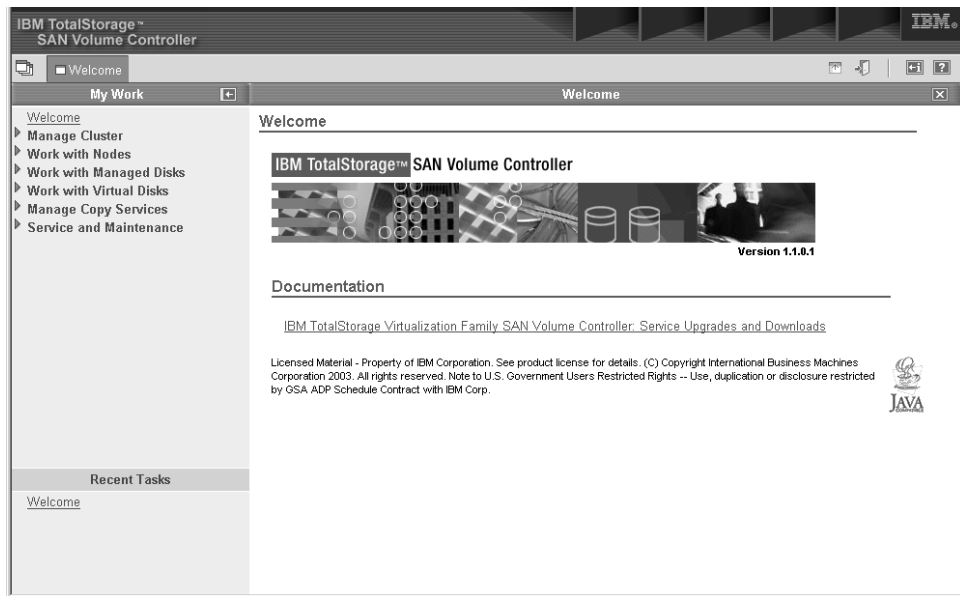 IBM TotalStorage™
SAN Volume Controller
IBM®
Welcome
My Work
Welcome
Welcome
Manage Cluster
Work with Nodes
Work with Managed Disks
Work with Virtual Disks
Manage Copy Services
Service and Maintenance
Recent Tasks
Welcome
Welcome
IBM TotalStorage™ SAN Volume Controller
Version 1.1.0.1
Documentation
IBM TotalStorage Virtualization Family SAN Volume Controller: Service Upgrades and Downloads
Licensed Material - Property of IBM Corporation. See product license for details. (C) Copyright International Business Machines
Corporation 2003. All rights reserved. Note to U.S. Government Users Restricted Rights -- Use, duplication or disclosure restricted
by GSA ADP Schedule Contract with IBM Corp.
JAVA
COMPATIBLE